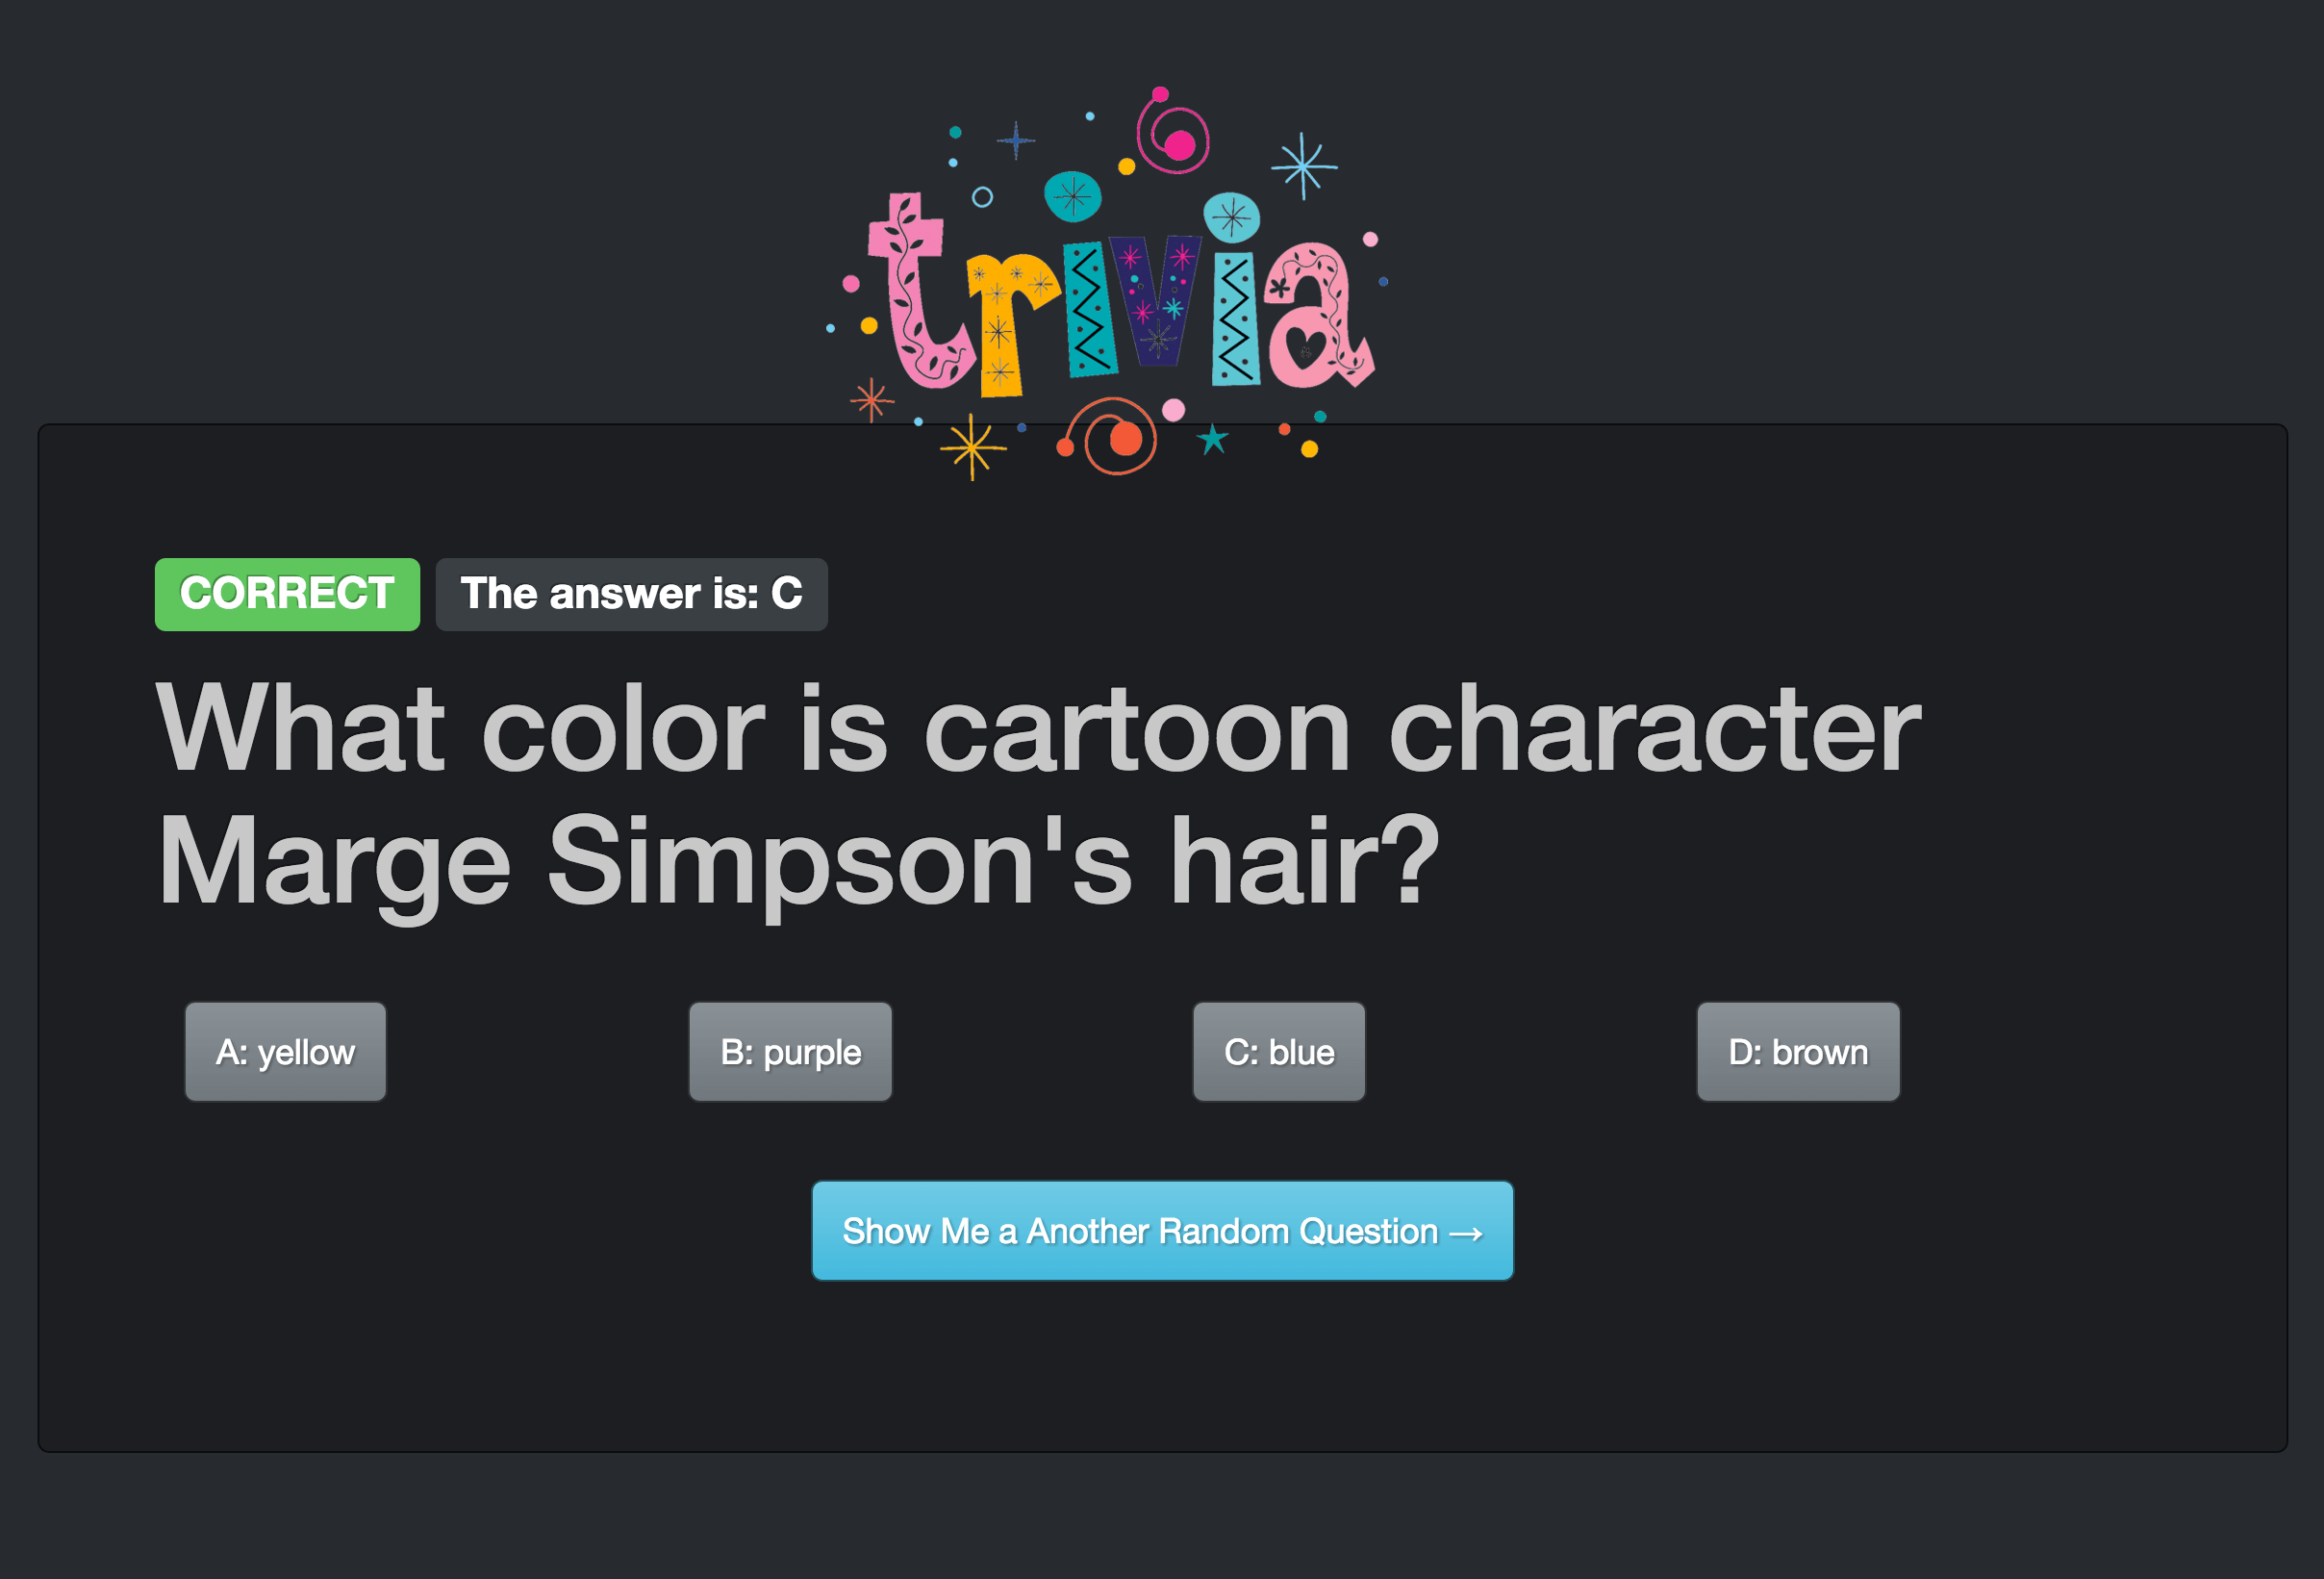 trivia
CORRECT
The answer is: C
What color is cartoon character
Marge Simpson's hair?
A: yellow
B: purple
C: blue
D: brown
Show Me a Another Random Question →